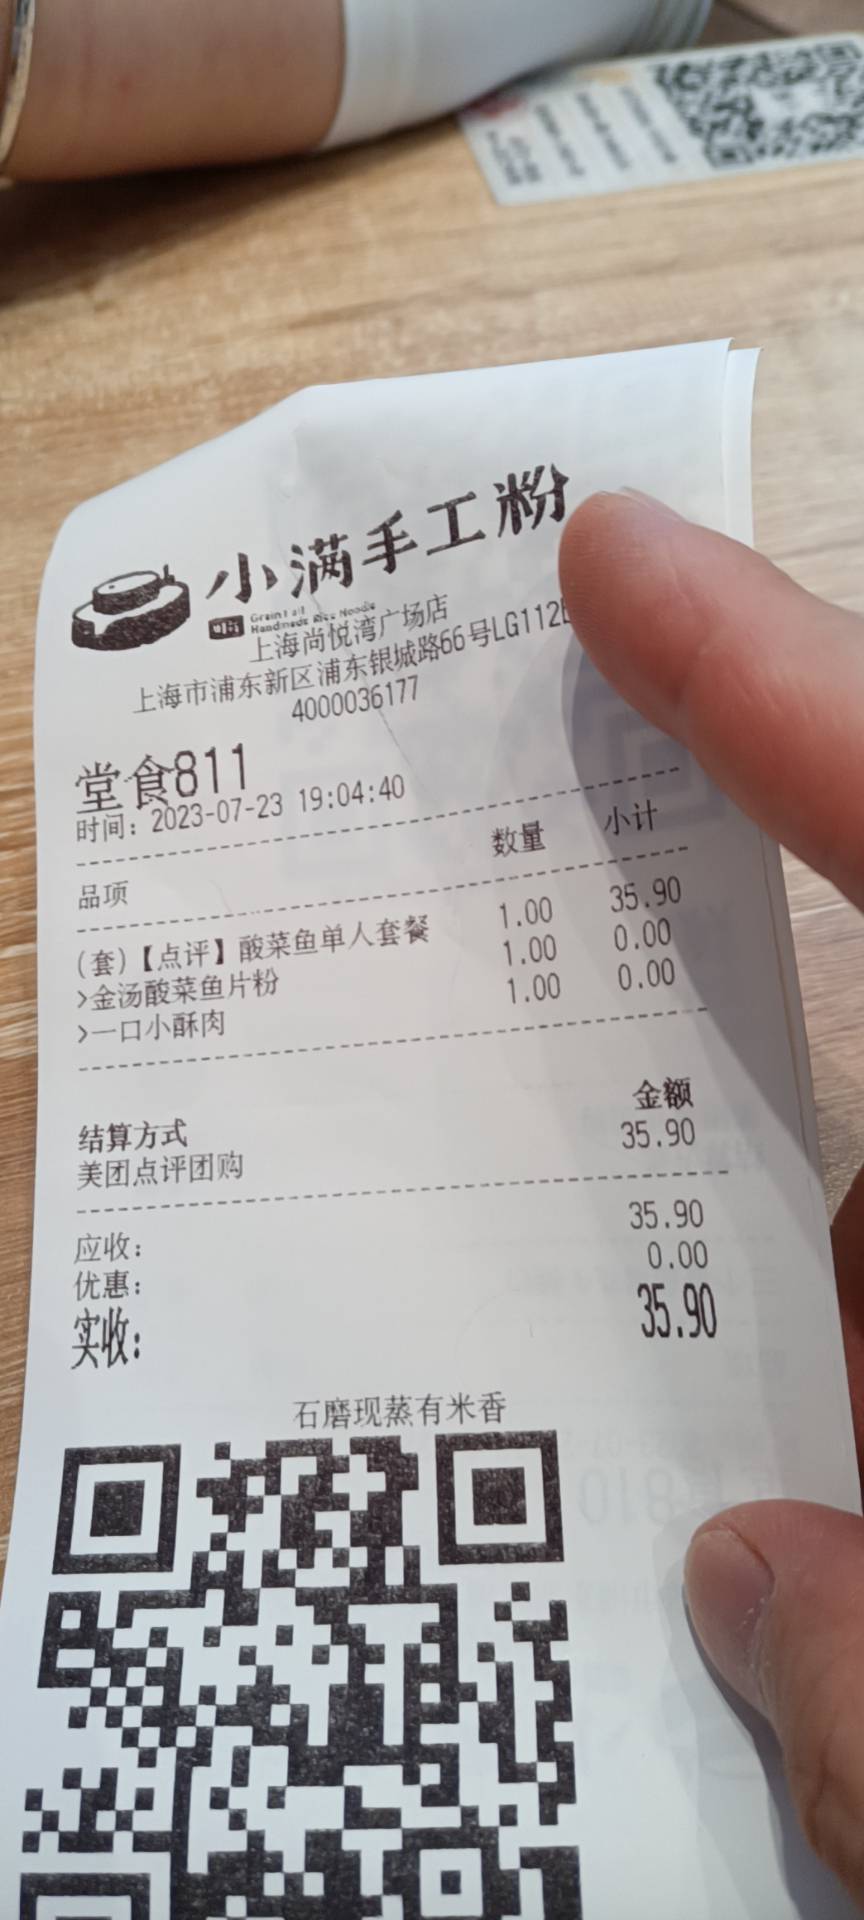 小满手工粉
Grain Full
Handmade Rice Noodle
上海尚悦湾广场店
上海市浦东新区浦东银城路66号LG112
4000036177
堂食811
时间：2023-07-23 19:04:40
品项 数量 小计
(套)【点评】酸菜鱼单人套餐 1.00 35.90
>金汤酸菜鱼片粉 1.00 0.00
>一口小酥肉 1.00 0.00
结算方式 金额
美团点评团购 35.90
应收： 35.90
优惠： 0.00
实收： 35.90
石磨现蒸有米香